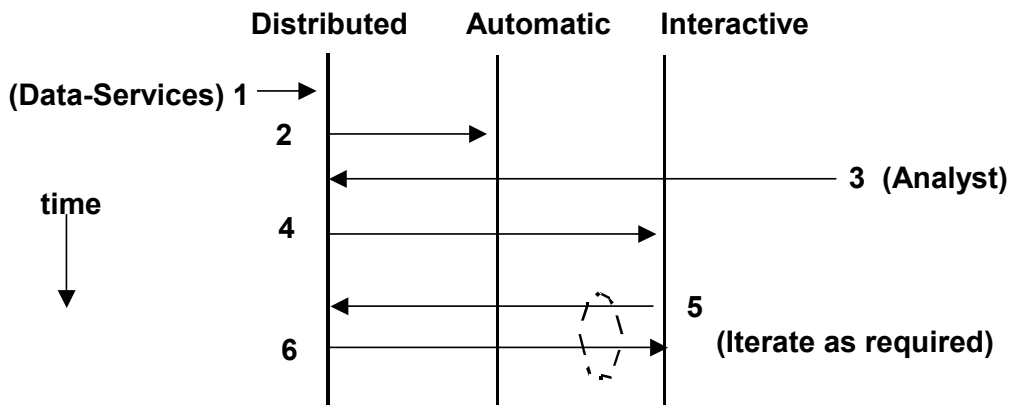 Distributed Automatic Interactive
(Data-Services) 1
2
3 (Analyst)
time
4
5
6 (Iterate as required)